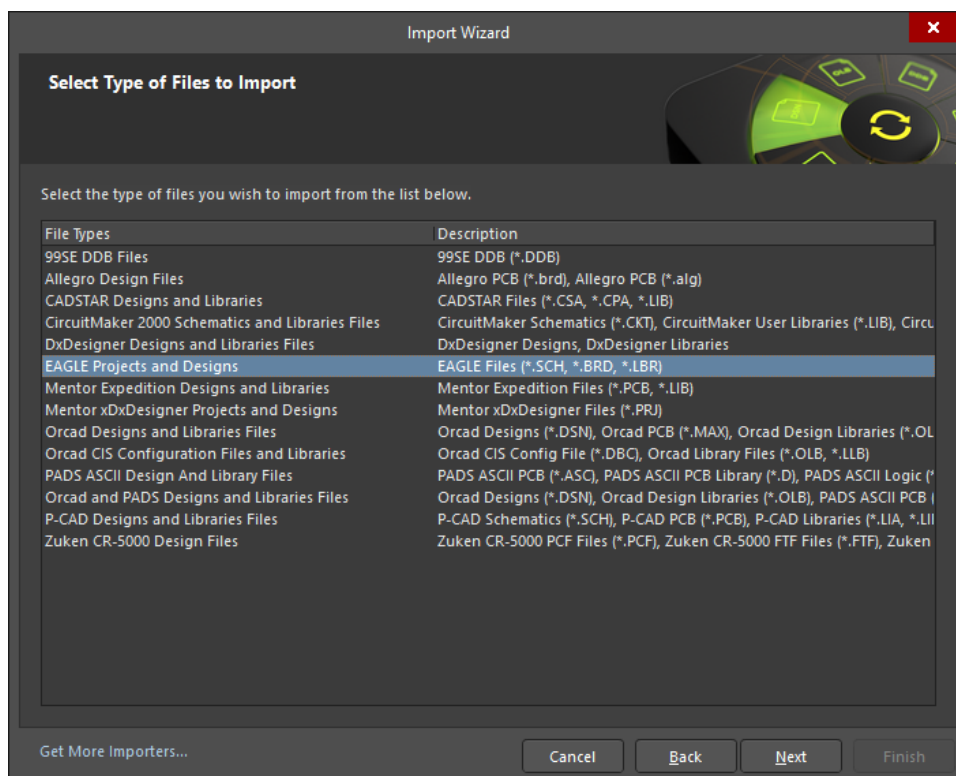 Import Wizard
Select Type of Files to Import
Select the type of files you wish to import from the list below.
File Types Description
99SE DDB Files 99SE DDB (*.DDB)
Allegro Design Files Allegro PCB (*.brd), Allegro PCB (*.alg)
CADSTAR Designs and Libraries CADSTAR Files (*.CSA, *.CPA, *.LIB)
CircuitMaker 2000 Schematics and Libraries Files CircuitMaker Schematics (*.CKT), CircuitMaker User Libraries (*.LIB), Circu
DxDesigner Designs and Libraries Files DxDesigner Designs, DxDesigner Libraries
EAGLE Projects and Designs EAGLE Files (*.SCH, *.BRD, *.LBR)
Mentor Expedition Designs and Libraries Mentor Expedition Files (*.PCB, *.LIB)
Mentor xDxDesigner Projects and Designs Mentor xDxDesigner Files (*.PRJ)
Orcad Designs and Libraries Files Orcad Designs (*.DSN), Orcad PCB (*.MAX), Orcad Design Libraries (*.OL
Orcad CIS Configuration Files and Libraries Orcad CIS Config File (*.DBC), Orcad Library Files (*.OLB, *.LLB)
PADS ASCII Design And Library Files PADS ASCII PCB (*.ASC), PADS ASCII PCB Library (*.D), PADS ASCII Logic (*
Orcad and PADS Designs and Libraries Files Orcad Designs (*.DSN), Orcad Design Libraries (*.OLB), PADS ASCII PCB (
P-CAD Designs and Libraries Files P-CAD Schematics (*.SCH), P-CAD PCB (*.PCB), P-CAD Libraries (*.LIA, *.LI
Zuken CR-5000 Design Files Zuken CR-5000 PCF Files (*.PCF), Zuken CR-5000 FTF Files (*.FTF), Zuken
Get More Importers...
Cancel Back Next Finish